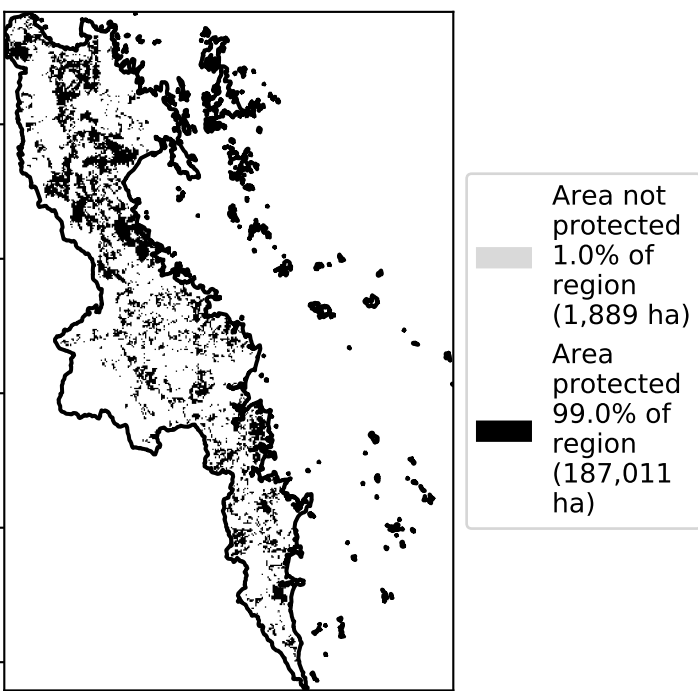 Area not
protected
1.0% of
region
(1,889 ha)
Area
protected
99.0% of
region
(187,011
ha)